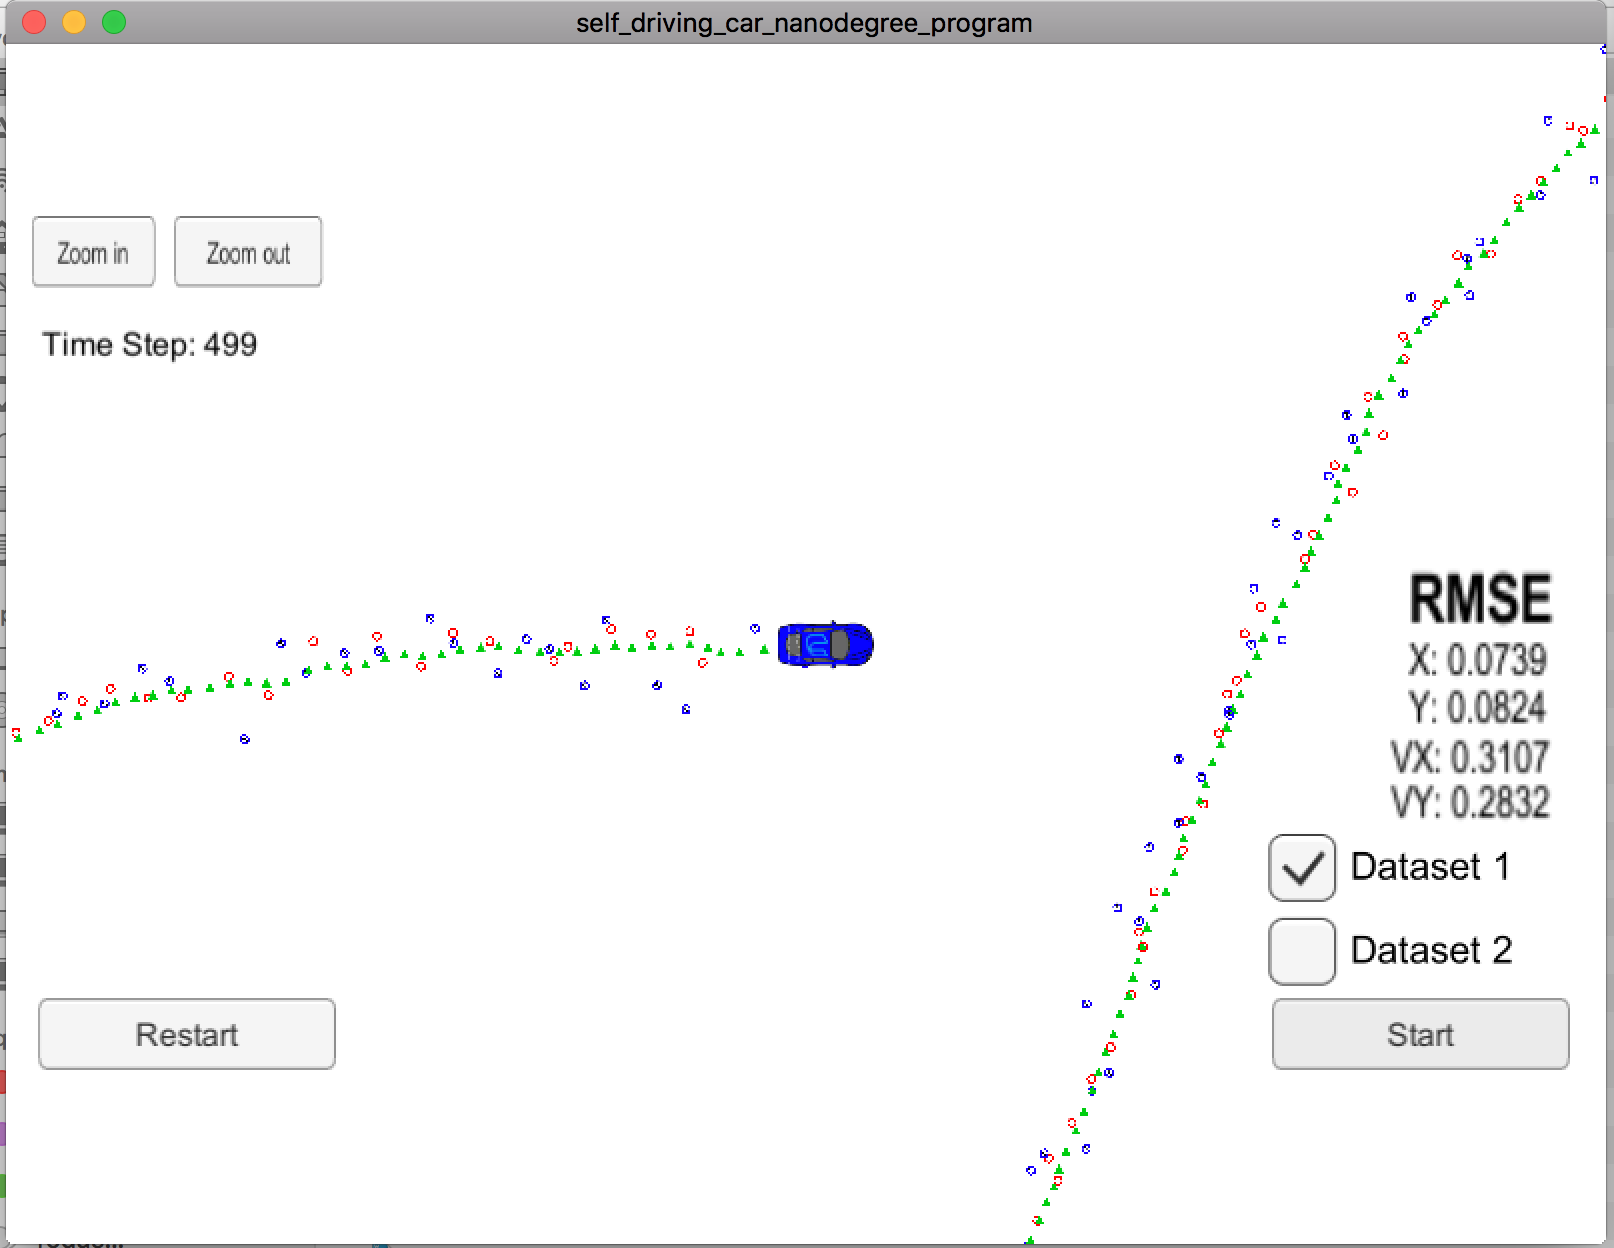 self_driving_car_nanodegree_program
Zoom in
Zoom out
Time Step: 499
RMSE
X: 0.0739
Y: 0.0824
VX: 0.3107
VY: 0.2832
Dataset 1
Dataset 2
Restart
Start